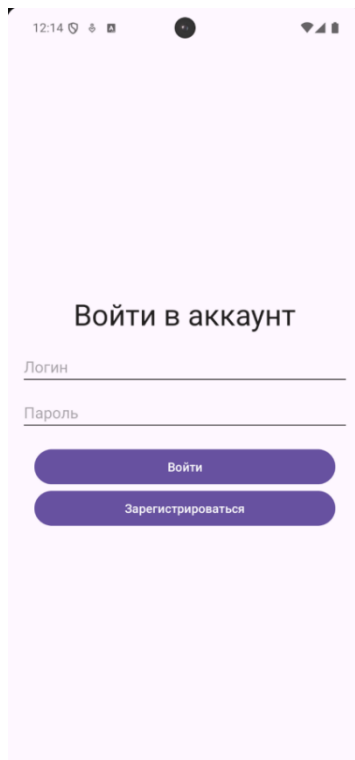 12:14
Войти в аккаунт
Логин
Пароль
Войти
Зарегистрироваться